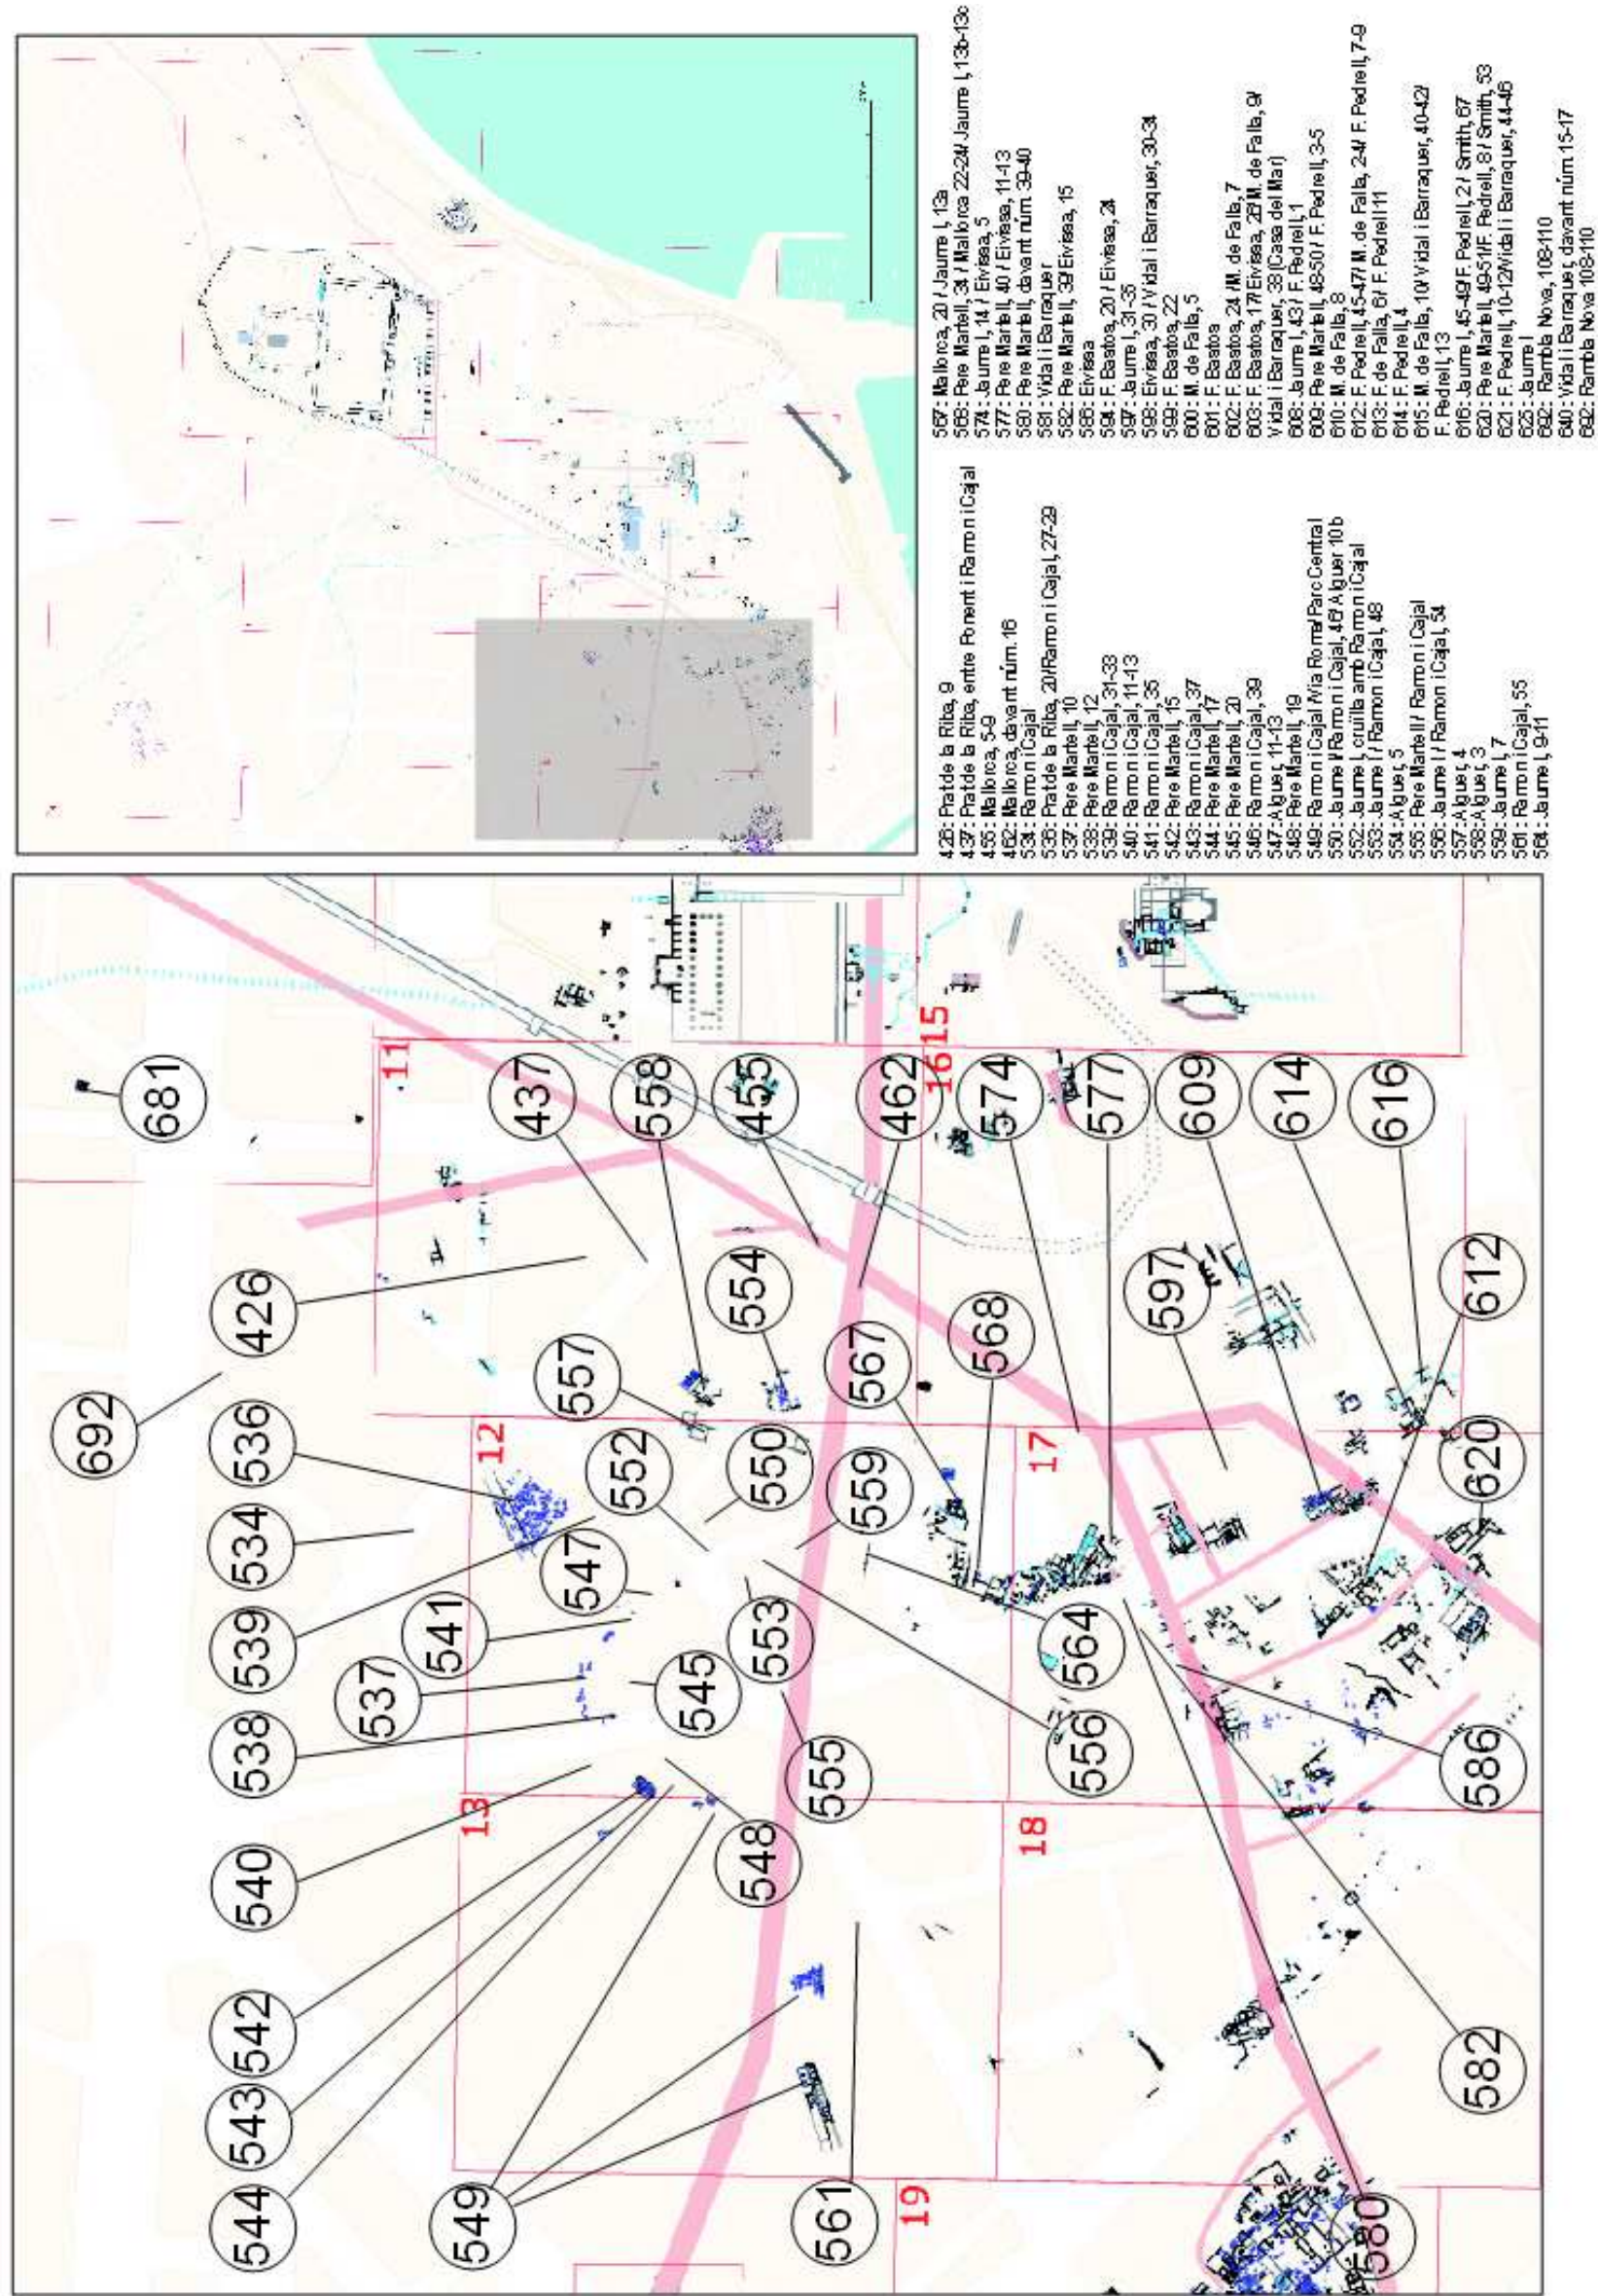 692
681
544
543
542
540
538
539
534
536
426
537
11
541
549
13
12
437
547
557
552
558
545
554
548
553
550
455
561
555
559
567
462
19
16
15
568
574
18
17
564
556
577
597
609
614
580
616
582
586
620
612
426: Prat de la Riba, 9
437: Prat de la Riba, entre Ponent i Ramon i Cajal
455: Mallorca, 5-9
462: Mallorca, davant núm. 16
534: Ramon i Cajal
536: Prat de la Riba, 20/Ramon i Cajal, 27-29
537: Pere Martell, 10
538: Pere Martell, 12
539: Ramon i Cajal, 31-33
540: Ramon i Cajal, 11-13
541: Ramon i Cajal, 35
542: Pere Martell, 15
543: Ramon i Cajal, 37
544: Pere Martell, 17
545: Pere Martell, 20
546: Ramon i Cajal, 39
547: Alguer, 11-13
548: Pere Martell, 19
549: Ramon i Cajal /Via Roma/Parc Central
550: Jaume I/ Ramon i Cajal, 46/ Alguer 10b
552: Jaume I, cruïlla amb Ramon i Cajal
553: Jaume I / Ramon i Cajal, 48
554: Alguer, 5
555: Pere Martell/ Ramon i Cajal
556: Jaume I / Ramon i Cajal, 54
557: Alguer, 4
558: Alguer, 3
559: Jaume I, 7
561: Ramon i Cajal, 55
564: Jaume I, 9-11
567: Mallorca, 20 / Jaume I, 13a
568: Pere Martell, 34 / Mallorca 22-24/ Jaume I, 13b-13c
574: Jaume I, 14 / Eivissa, 5
577: Pere Martell, 40 / Eivissa, 11-13
580: Pere Martell, davant núm. 39-40
581: Vidal i Barraquer
582: Pere Martell, 39/ Eivissa, 15
586: Eivissa
594: F. Bastos, 20 / Eivissa, 24
597: Jaume I, 31-35
598: Eivissa, 30 / Vidal i Barraquer, 30-34
599: F. Bastos, 22
600: M. de Falla, 5
601: F. Bastos
602: F. Bastos, 24 /M. de Falla, 7
603: F. Bastos, 17/ Eivissa, 28/ M. de Falla, 9/
Vidal i Barraquer, 38 (Casa del Mar)
608: Jaume I, 43 / F. Pedrell, 1
609: Pere Martell, 48-50 / F. Pedrell, 3-5
610: M. de Falla, 8
612: F. Pedrell, 45-47/ M. de Falla, 2-4/ F. Pedrell, 7-9
613: F. de Falla, 6/ F. Pedrell 11
614: F. Pedrell, 4
615: M. de Falla, 10/ Vidal i Barraquer, 40-42/
F. Pedrell, 13
616: Jaume I, 45-49/ F. Pedrell, 2 / Smith, 67
620: Pere Martell, 49-51/F. Pedrell, 8 / Smith, 53
621: F. Pedrell, 10-12/Vidal i Barraquer, 44-46
625: Jaume I
692: Rambla Nova, 108-110
640: Vidal i Barraquer, davant núm. 15-17
692: Rambla Nova 108-110